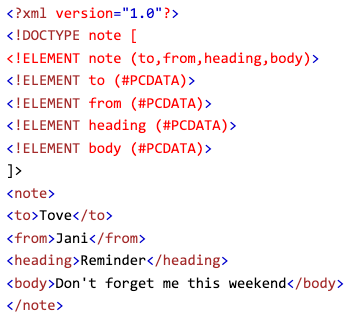 <?xml version="1.0"?>
<!DOCTYPE note [
<!ELEMENT note (to,from,heading,body)>
<!ELEMENT to (#PCDATA)>
<!ELEMENT from (#PCDATA)>
<!ELEMENT heading (#PCDATA)>
<!ELEMENT body (#PCDATA)>
]>
<note>
<to>Tove</to>
<from>Jani</from>
<heading>Reminder</heading>
<body>Don't forget me this weekend</body>
</note>